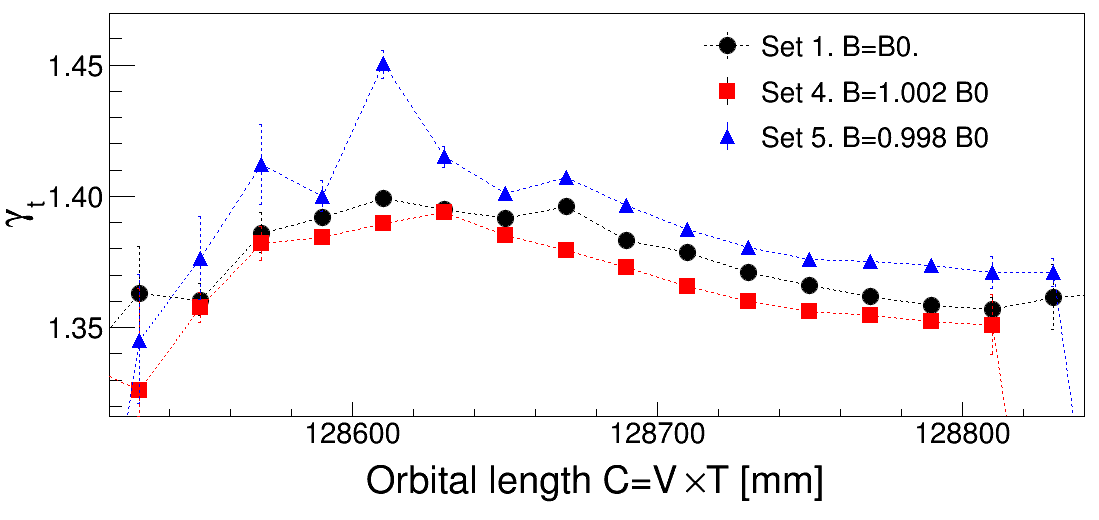 1.45
1.40
1.35
γt
Set 1. B=B0.
Set 4. B=1.002 B0
Set 5. B=0.998 B0
128600 128700 128800
Orbital length C=V×T [mm]